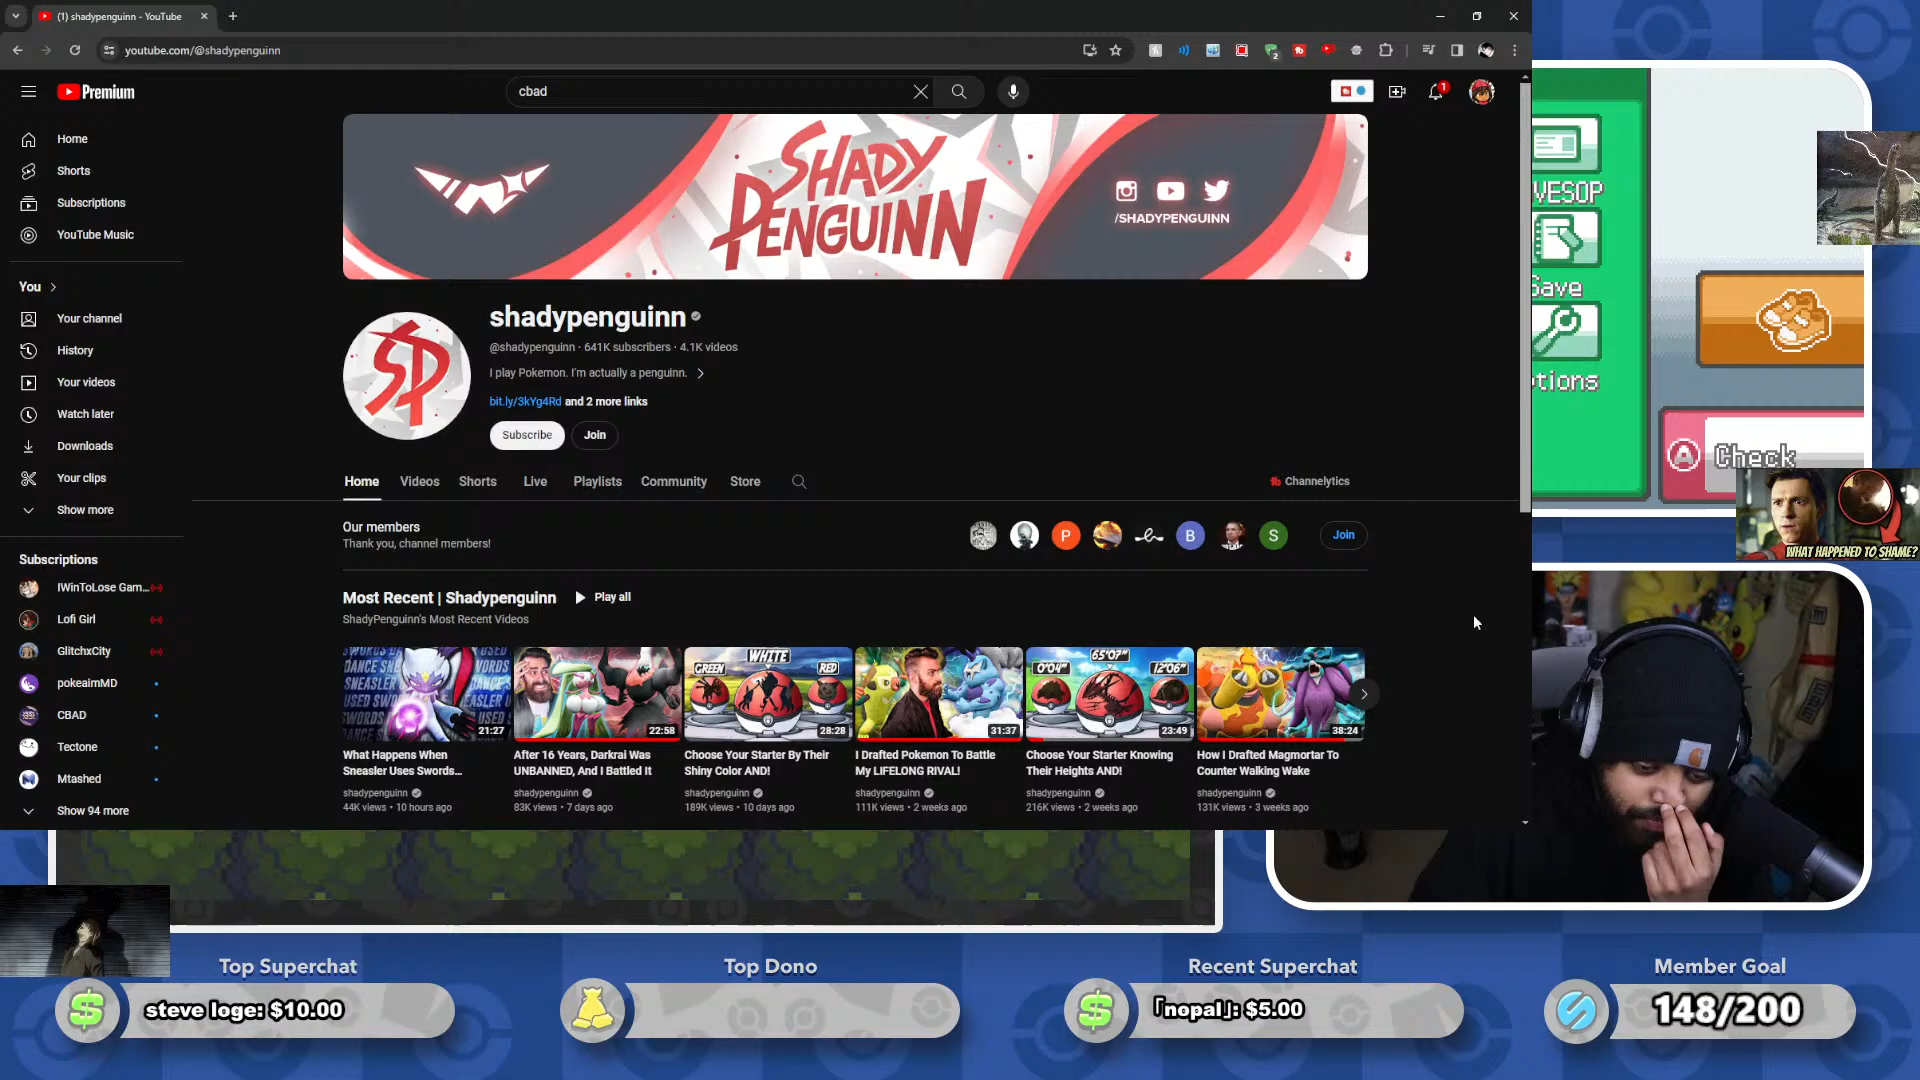 (1) shadypenguinn - YouTube
youtube.com/@shadypenguinn
2
Premium
cbad
1
Home
Shorts
Subscriptions
YouTube Music
You
Your channel
History
Your videos
Watch later
Downloads
Your clips
Show more
Subscriptions
IWinToLose Gam...
Lofi Girl
GlitchxCity
pokeaimMD
CBAD
Tectone
Mtashed
Show 94 more
SHADY
PENGUINN
/SHADYPENGUINN
SP
shadypenguinn
@shadypenguinn · 641K subscribers · 4.1K videos
I play Pokemon. I'm actually a penguinn.
bit.ly/3kYg4Rd and 2 more links
Subscribe
Join
Home
Videos
Shorts
Live
Playlists
Community
Store
Channelytics
Our members
Thank you, channel members!
P
B
S
Join
Most Recent | Shadypenguinn
Play all
ShadyPenguinn's Most Recent Videos
21:27
What Happens When
Sneasler Uses Swords...
shadypenguinn
44K views • 10 hours ago
22:58
After 16 Years, Darkrai Was
UNBANNED, And I Battled It
shadypenguinn
83K views • 7 days ago
GREEN
WHITE
RED
28:28
Choose Your Starter By Their
Shiny Color AND!
shadypenguinn
189K views • 10 days ago
31:37
I Drafted Pokemon To Battle
My LIFELONG RIVAL!
shadypenguinn
111K views • 2 weeks ago
0'04"
65'07"
12'06"
23:49
Choose Your Starter Knowing
Their Heights AND!
shadypenguinn
216K views • 2 weeks ago
38:24
How I Drafted Magmortar To
Counter Walking Wake
shadypenguinn
131K views • 3 weeks ago
VESOP
Save
tions
A Check
WHAT HAPPENED TO SHAME?
Top Superchat
steve loge: $10.00
Top Dono
Recent Superchat
「nopal」: $5.00
Member Goal
148/200